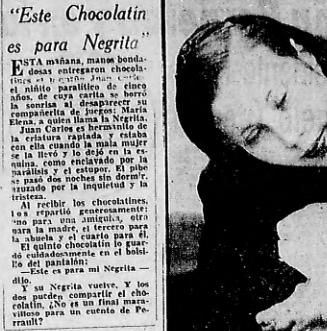 “Este Chocolatín
es para Negrita”
ESTA mañana, manos bonda-
dosas entregaron chocola-
tines a Juan Carlos
el niñito paralítico de cinco
años, de cuya carita se borró
la sonrisa al desaparecer su
compañerita de juegos: María
Elena, a quien llama la Negrita.
Juan Carlos es hermanito de
la criatura raptada y estaba
con ella cuando la mala mujer
se la llevó y lo dejó en la es-
quina, como enclavado por la
parálisis y el estupor. El pibe
se pasó dos noches sin dormir,
azuzado por la inquietud y la
tristeza.
Al recibir los chocolatines,
los repartió generosamente:
uno para una amiguita, otro
para la madre, el tercero para
la abuela y el cuarto para él.
El quinto chocolatín lo guar-
dó cuidadosamente en el bolsi-
llo del pantalón:
—Este es para mi Negrita —
dijo.
Y su Negrita vuelve. Y los
dos pueden compartir el cho-
colatín. ¿No es un final mara-
villoso para un cuento de Pe-
rrault?